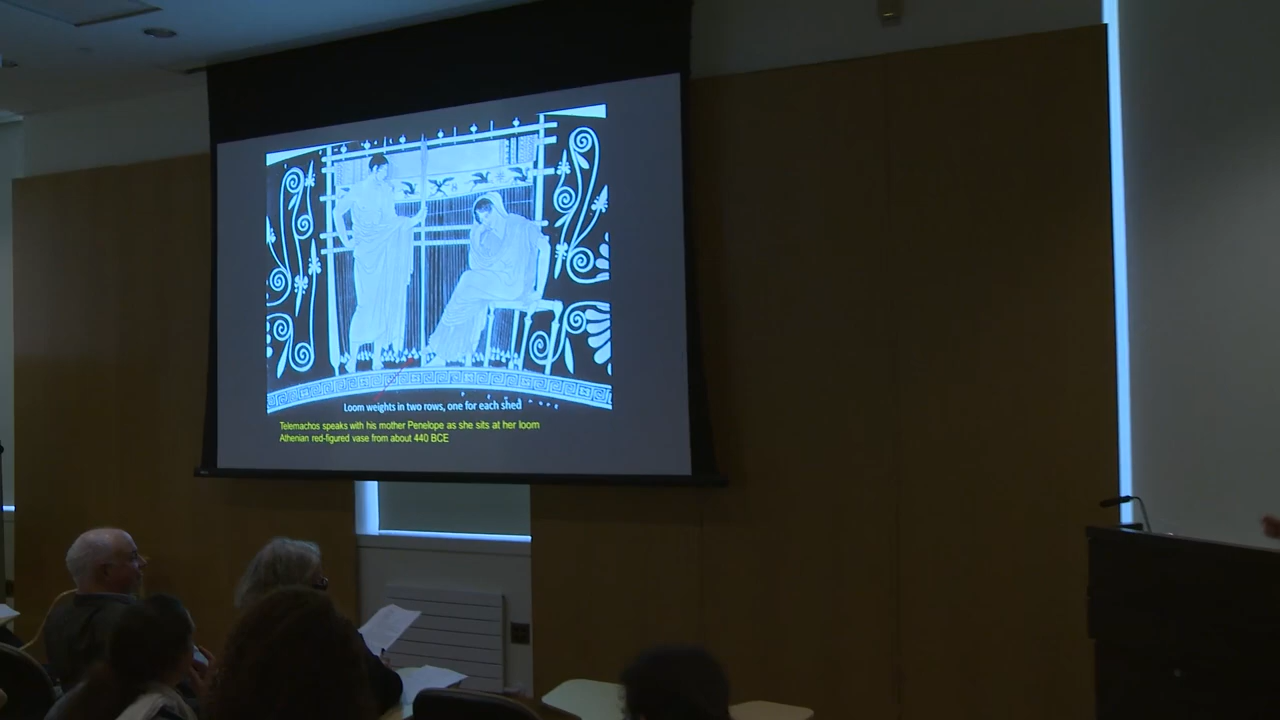 Loom weights in two rows, one for each shed
Telemachos speaks with his mother Penelope as she sits at her loom
Athenian red-figured vase from about 440 BCE